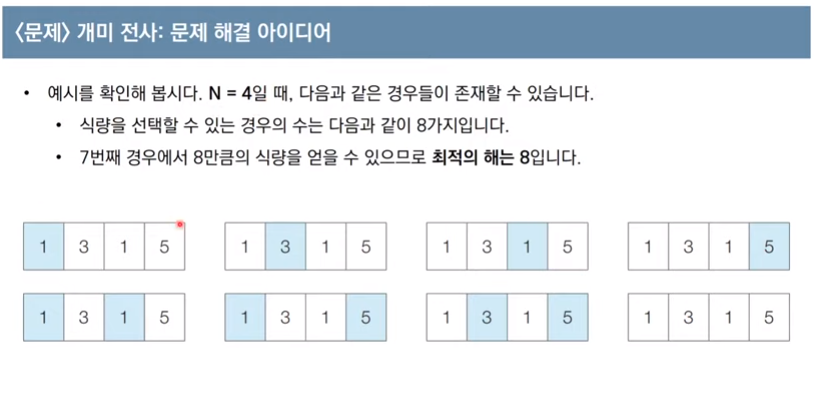 <문제> 개미 전사: 문제 해결 아이디어
• 예시를 확인해 봅시다. N = 4일 때, 다음과 같은 경우들이 존재할 수 있습니다.
• 식량을 선택할 수 있는 경우의 수는 다음과 같이 8가지입니다.
• 7번째 경우에서 8만큼의 식량을 얻을 수 있으므로 최적의 해는 8입니다.
1 3 1 5 1 3 1 5 1 3 1 5 1 3 1 5
1 3 1 5 1 3 1 5 1 3 1 5 1 3 1 5